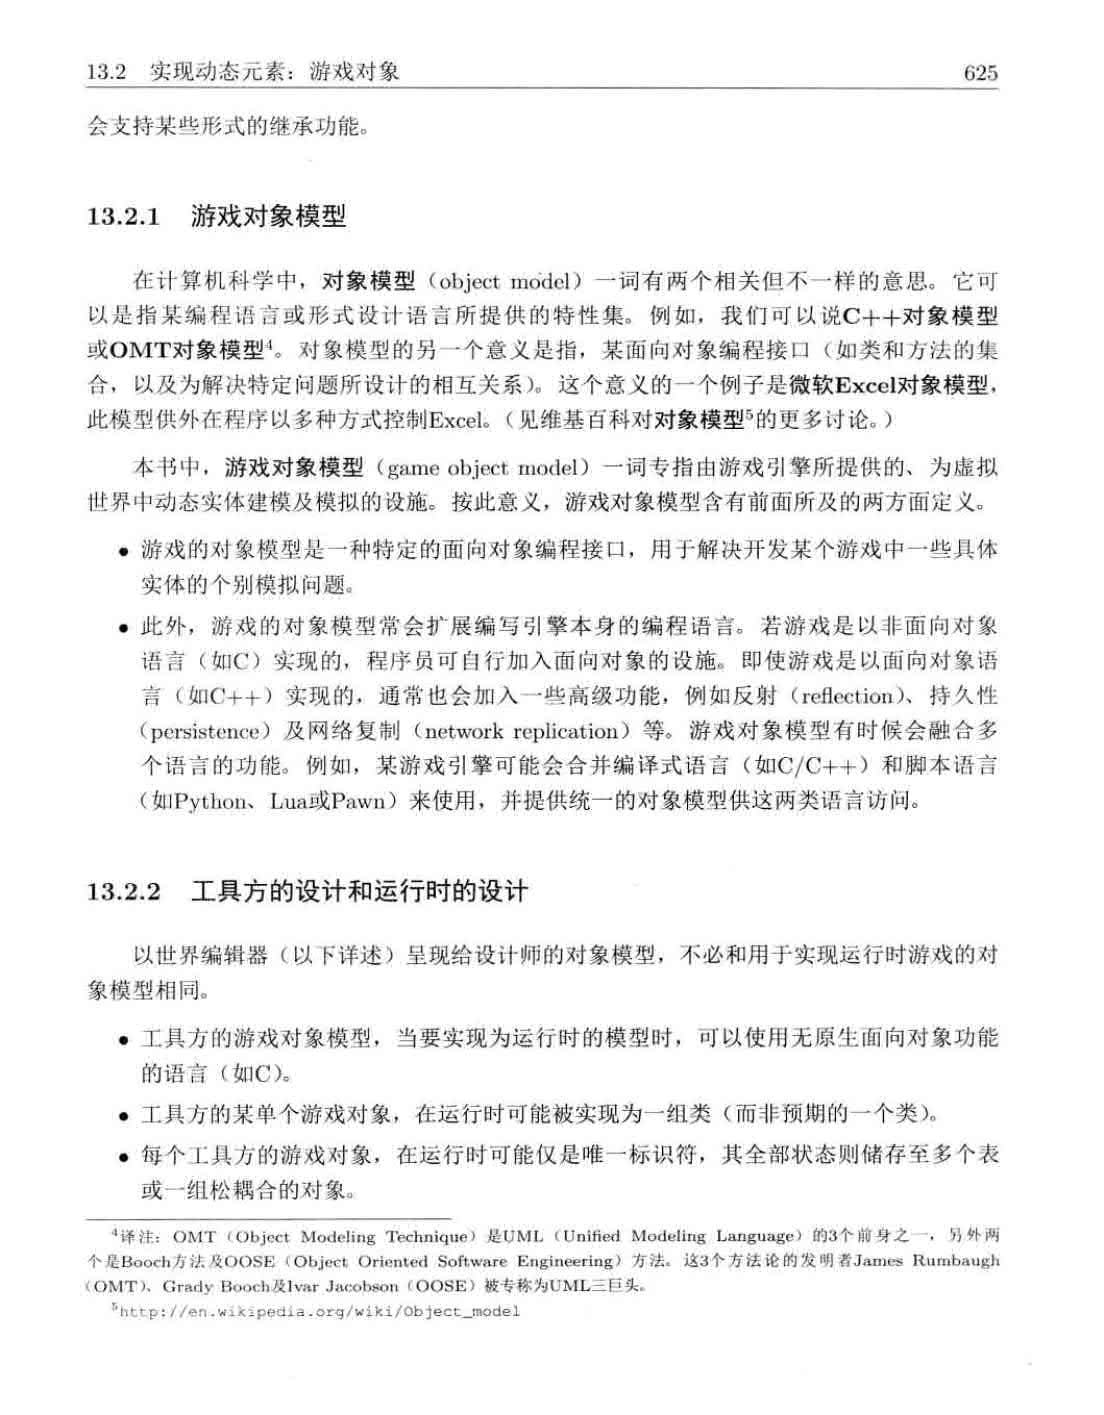 13.2 实现动态元素：游戏对象 625
会支持某些形式的继承功能。
13.2.1 游戏对象模型
在计算机科学中，对象模型（object model）一词有两个相关但不一样的意思。它可
以是指某编程语言或形式设计语言所提供的特性集。例如，我们可以说C++对象模型
或OMT对象模型4。对象模型的另一个意义是指，某面向对象编程接口（如类和方法的集
合，以及为解决特定问题所设计的相互关系）。这个意义的一个例子是微软Excel对象模型，
此模型供外在程序以多种方式控制Excel。（见维基百科对对象模型5的更多讨论。）
本书中，游戏对象模型（game object model）一词专指由游戏引擎所提供的、为虚拟
世界中动态实体建模及模拟的设施。按此意义，游戏对象模型含有前面所及的两方面定义。
● 游戏的对象模型是一种特定的面向对象编程接口，用于解决开发某个游戏中一些具体
实体的个别模拟问题。
● 此外，游戏的对象模型常会扩展编写引擎本身的编程语言。若游戏是以非面向对象
语言（如C）实现的，程序员可自行加入面向对象的设施。即使游戏是以面向对象语
言（如C++）实现的，通常也会加入一些高级功能，例如反射（reflection）、持久性
（persistence）及网络复制（network replication）等。游戏对象模型有时候会融合多
个语言的功能。例如，某游戏引擎可能会合并编译式语言（如C/C++）和脚本语言
（如Python、Lua或Pawn）来使用，并提供统一的对象模型供这两类语言访问。
13.2.2 工具方的设计和运行时的设计
以世界编辑器（以下详述）呈现给设计师的对象模型，不必和用于实现运行时游戏的对
象模型相同。
● 工具方的游戏对象模型，当要实现为运行时的模型时，可以使用无原生面向对象功能
的语言（如C）。
● 工具方的某单个游戏对象，在运行时可能被实现为一组类（而非预期的一个类）。
● 每个工具方的游戏对象，在运行时可能仅是唯一标识符，其全部状态则储存至多个表
或一组松耦合的对象。
4译注：OMT（Object Modeling Technique）是UML（Unified Modeling Language）的3个前身之一，另外两
个是Booch方法及OOSE（Object Oriented Software Engineering）方法。这3个方法论的发明者James Rumbaugh
（OMT）、Grady Booch及Ivar Jacobson（OOSE）被专称为UML三巨头。
5http://en.wikipedia.org/wiki/Object_model